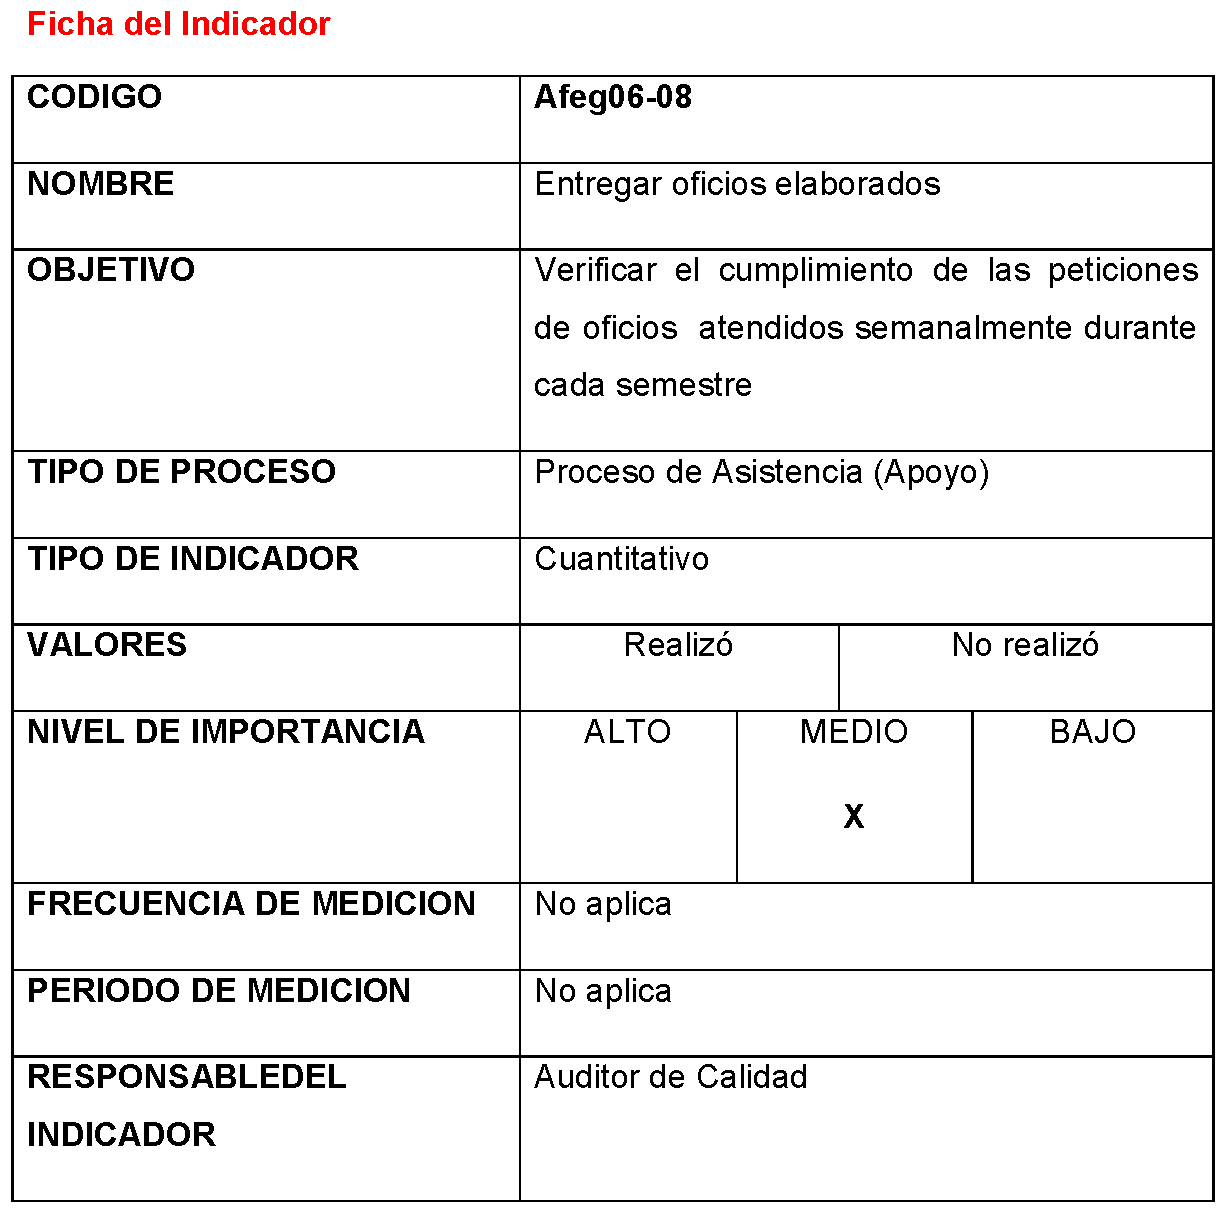 Ficha del Indicador
CODIGO Afeg06-08
NOMBRE Entregar oficios elaborados
OBJETIVO Verificar el cumplimiento de las peticiones
de oficios atendidos semanalmente durante
cada semestre
TIPO DE PROCESO Proceso de Asistencia (Apoyo)
TIPO DE INDICADOR Cuantitativo
VALORES Realizó No realizó
NIVEL DE IMPORTANCIA ALTO MEDIO BAJO
X
FRECUENCIA DE MEDICION No aplica
PERIODO DE MEDICION No aplica
RESPONSABLEDEL Auditor de Calidad
INDICADOR